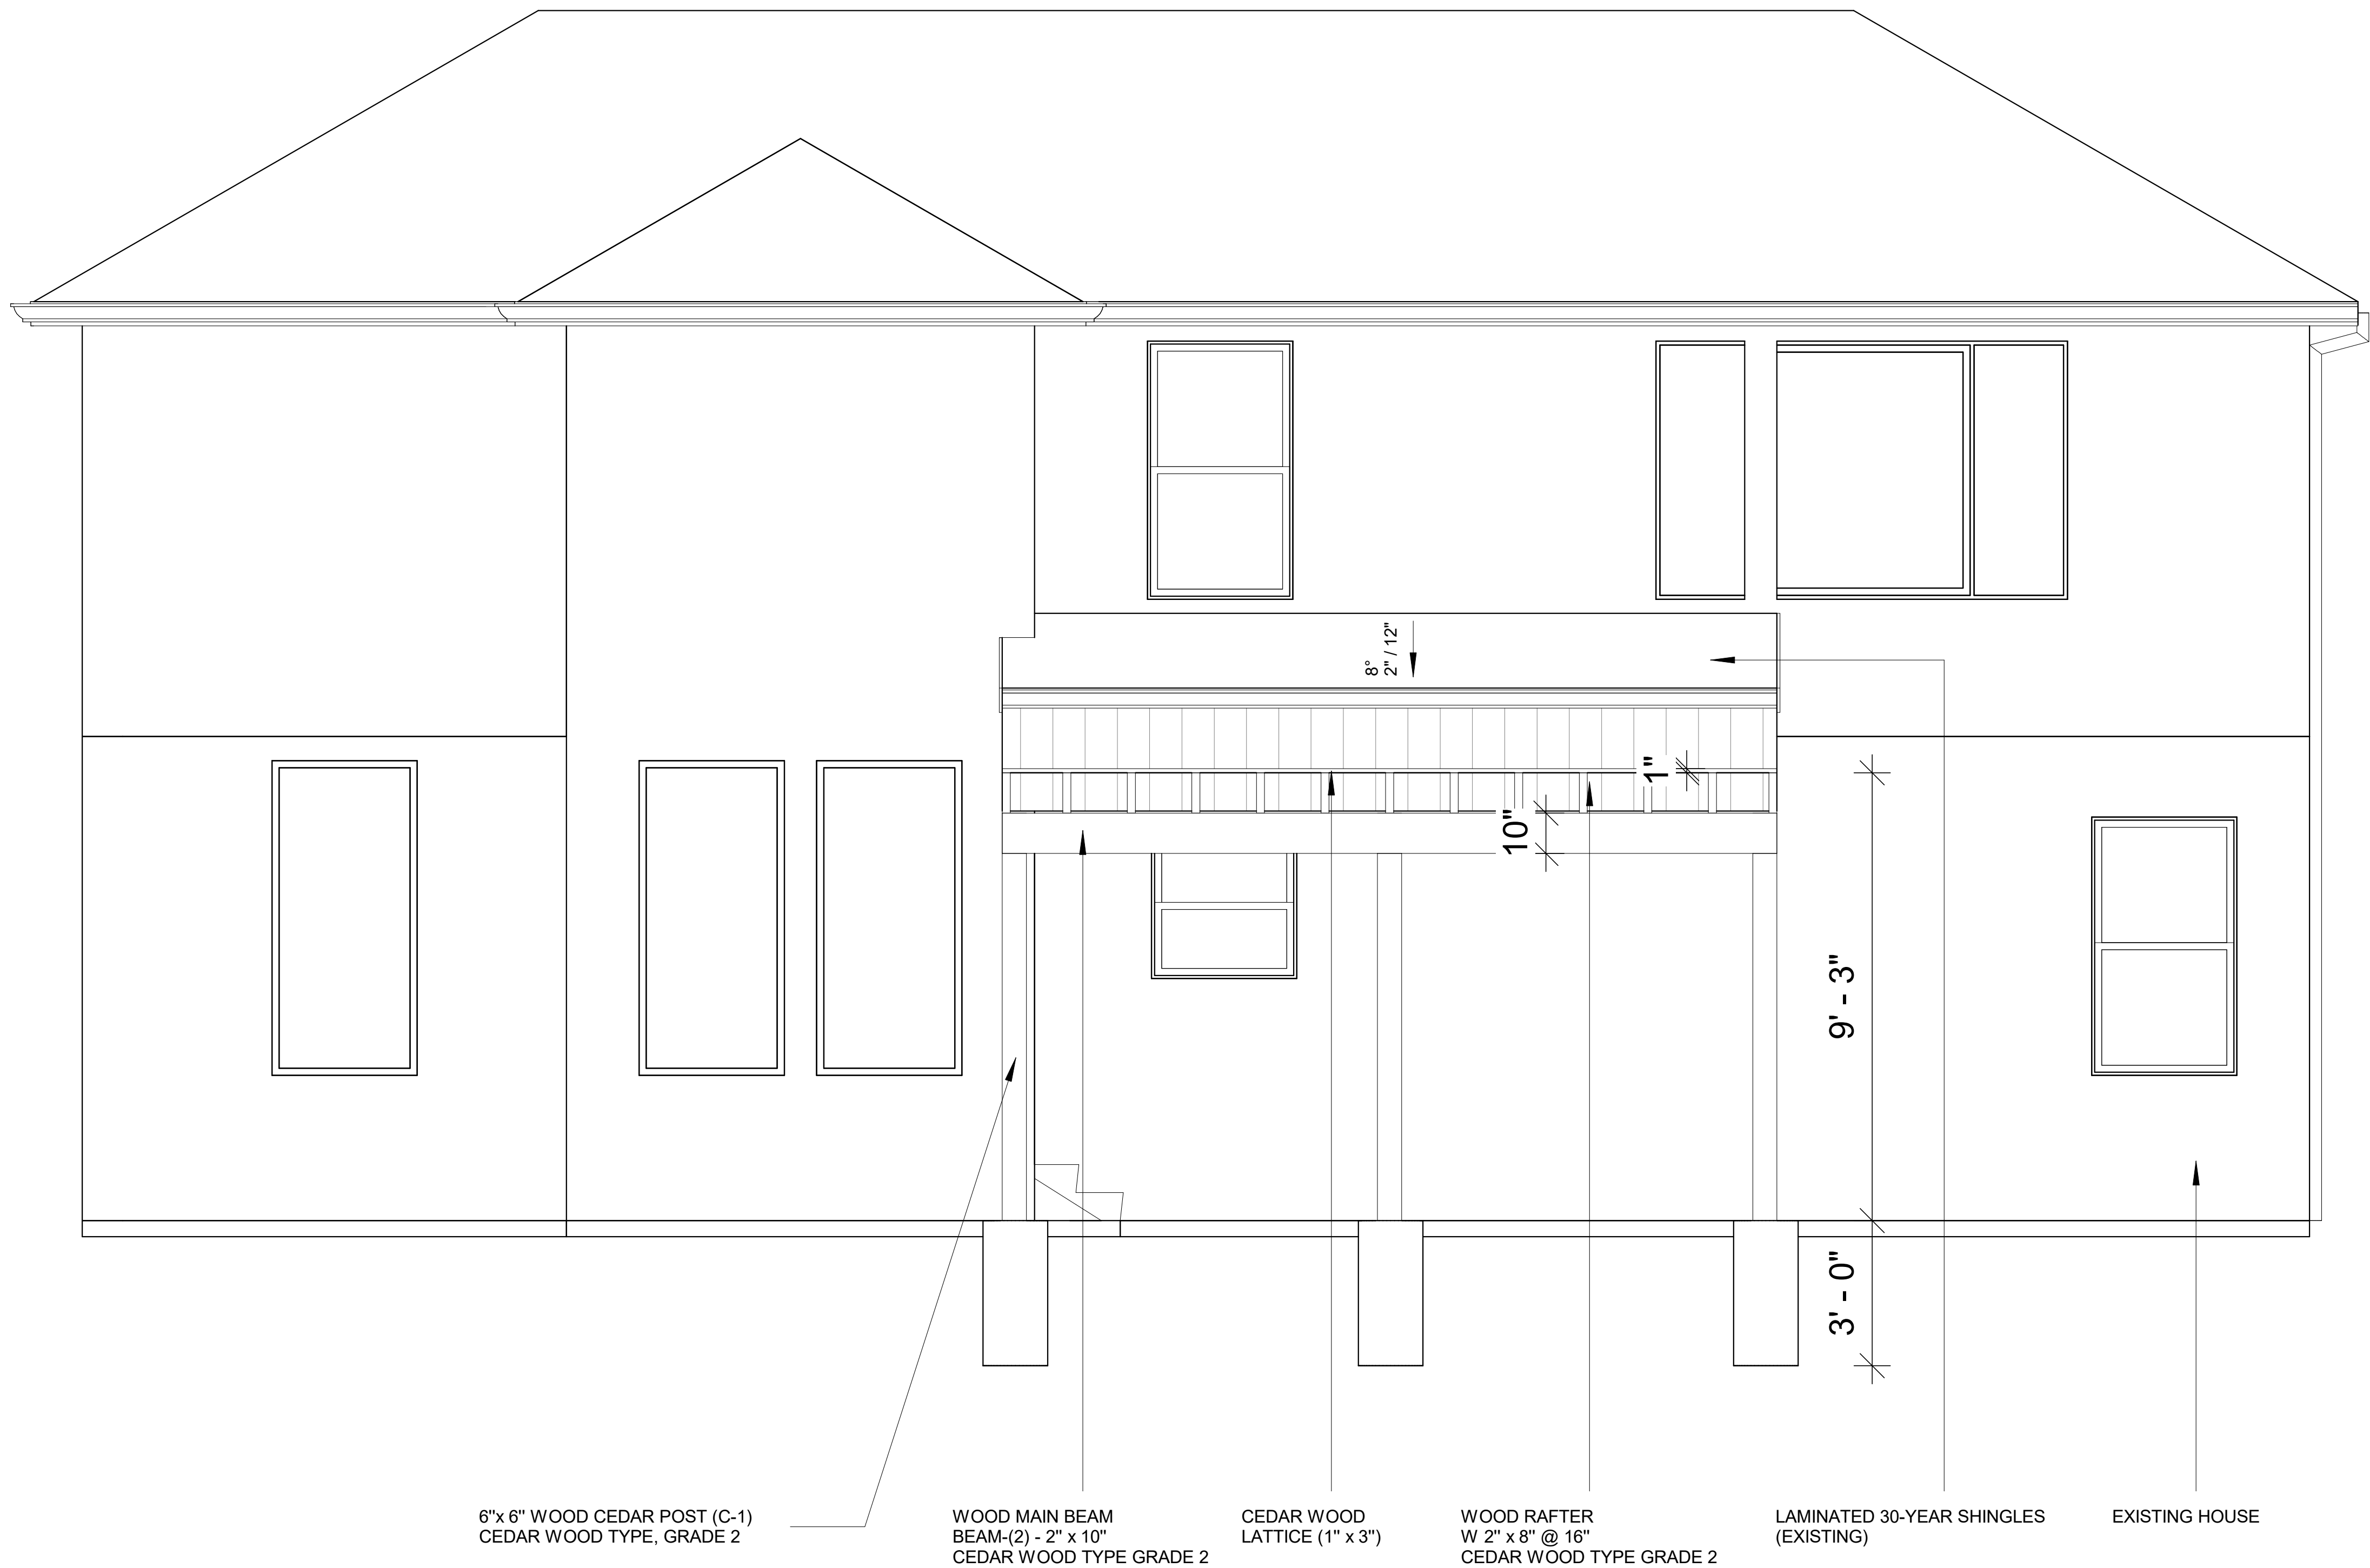 8°
2" / 12"
1"
10"
9' - 3"
3' - 0"
6"x 6" WOOD CEDAR POST (C-1)
CEDAR WOOD TYPE, GRADE 2
WOOD MAIN BEAM
BEAM-(2) - 2" x 10"
CEDAR WOOD TYPE GRADE 2
CEDAR WOOD
LATTICE (1" x 3")
WOOD RAFTER
W 2" x 8" @ 16"
CEDAR WOOD TYPE GRADE 2
LAMINATED 30-YEAR SHINGLES
(EXISTING)
EXISTING HOUSE